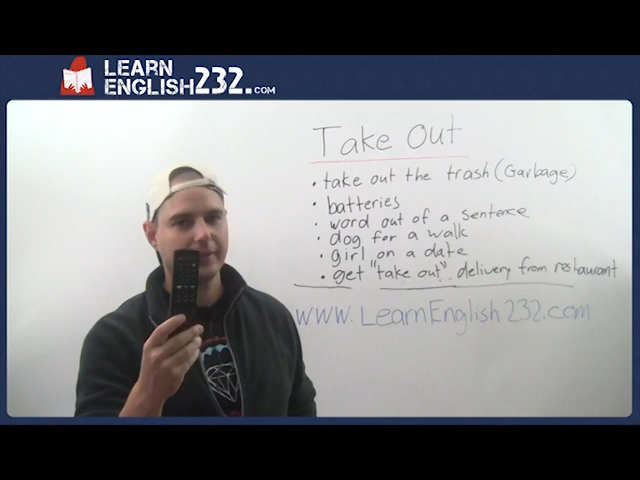 LEARN
ENGLISH232.COM
Take Out
• take out the trash (Garbage)
• batteries
• word out of a sentence
• dog for a walk
• girl on a date
• get "take out" - delivery from restaurant
www.LearnEnglish232.com